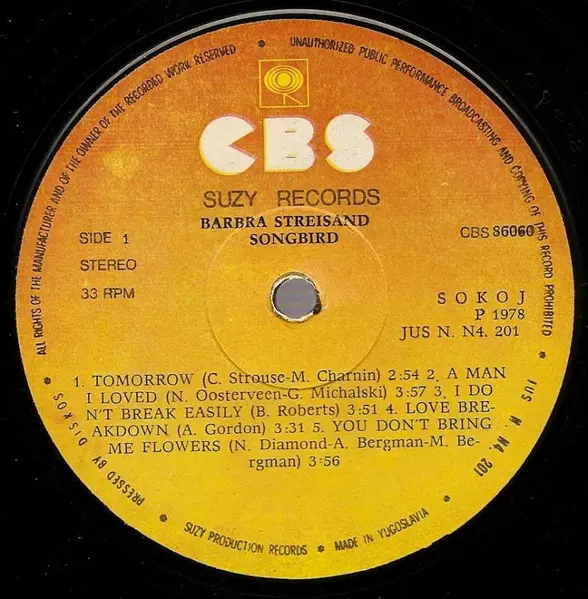 ALL RIGHTS OF THE MANUFACTURER AND OF THE OWNER OF THE RECORDED WORK RESERVED • UNAUTHORIZED PUBLIC PERFORMANCE BROADCASTING AND COPYING OF THIS RECORD PROHIBITED •
CBS
SUZY RECORDS
BARBRA STREISAND
SONGBIRD
SIDE 1
STEREO
33 RPM
CBS 86060
SOKOJ
P 1978
JUS N. N4. 201
1. TOMORROW (C. Strouse-M. Charnin) 2:54 2. A MAN
I LOVED (N. Oosterveen-G. Michalski) 3:57 3. I DO
N'T BREAK EASILY (B. Roberts) 3:51 4. LOVE BRE-
AKDOWN (A. Gordon) 3:31 5. YOU DON'T BRING
ME FLOWERS (N. Diamond-A. Bergman-M. Be-
rgman) 3:56
JUS N. N4. 201
PRESSED BY DISKOS • SUZY PRODUCTION RECORDS • MADE IN YUGOSLAVIA •